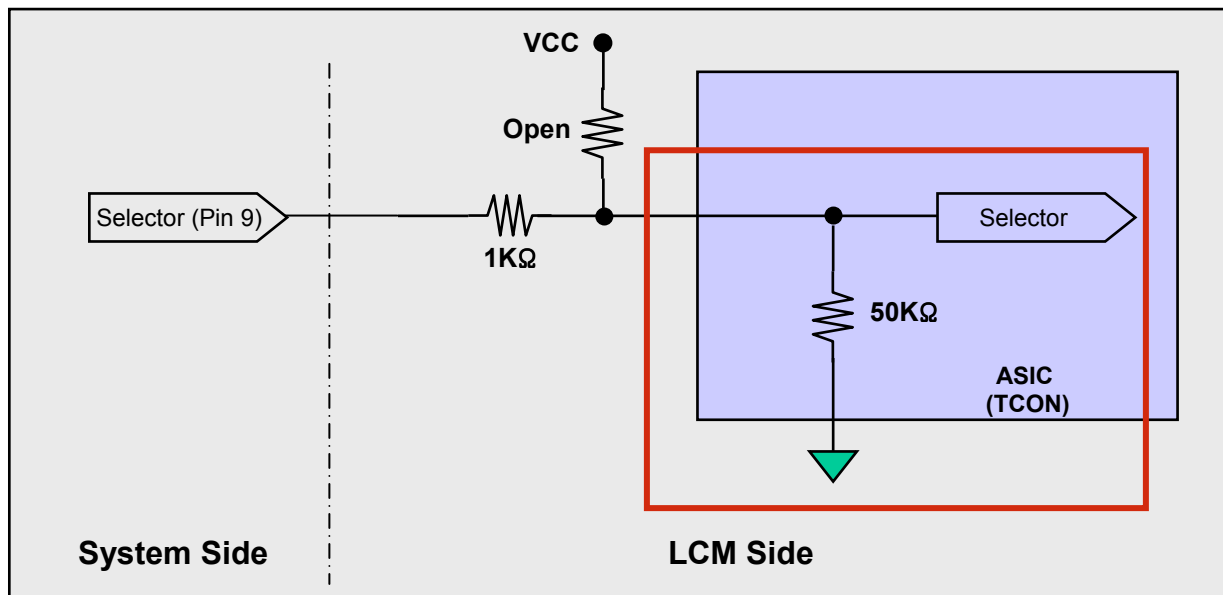 VCC
Open
Selector (Pin 9)
Selector
1KΩ
50KΩ
ASIC
(TCON)
System Side
LCM Side